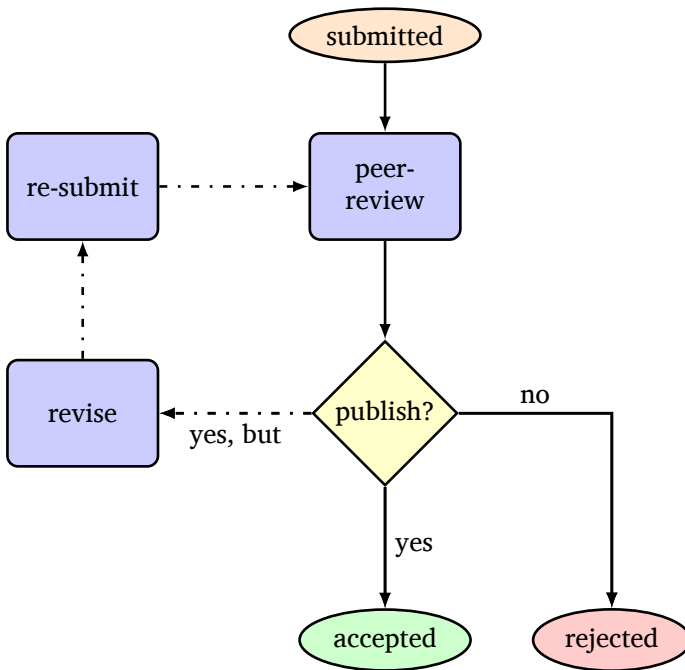 submitted
re-submit
peer-
review
no
revise
publish?
yes, but
yes
accepted
rejected